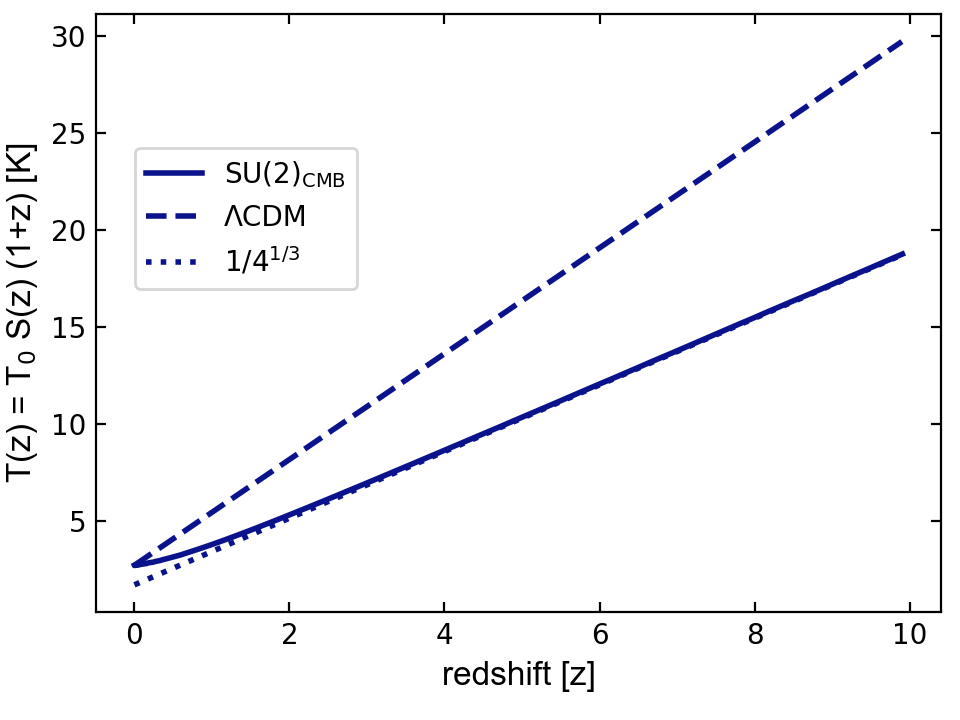 T(z) = T₀ S(z) (1+z) [K]
30
25
20
15
10
5
SU(2)CMB
ΛCDM
1/4^1/3
0 2 4 6 8 10
redshift [z]